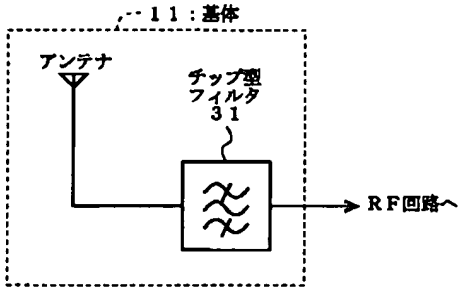 １１：基体
アンテナ
チップ型
フィルタ
３１
ＲＦ回路へ